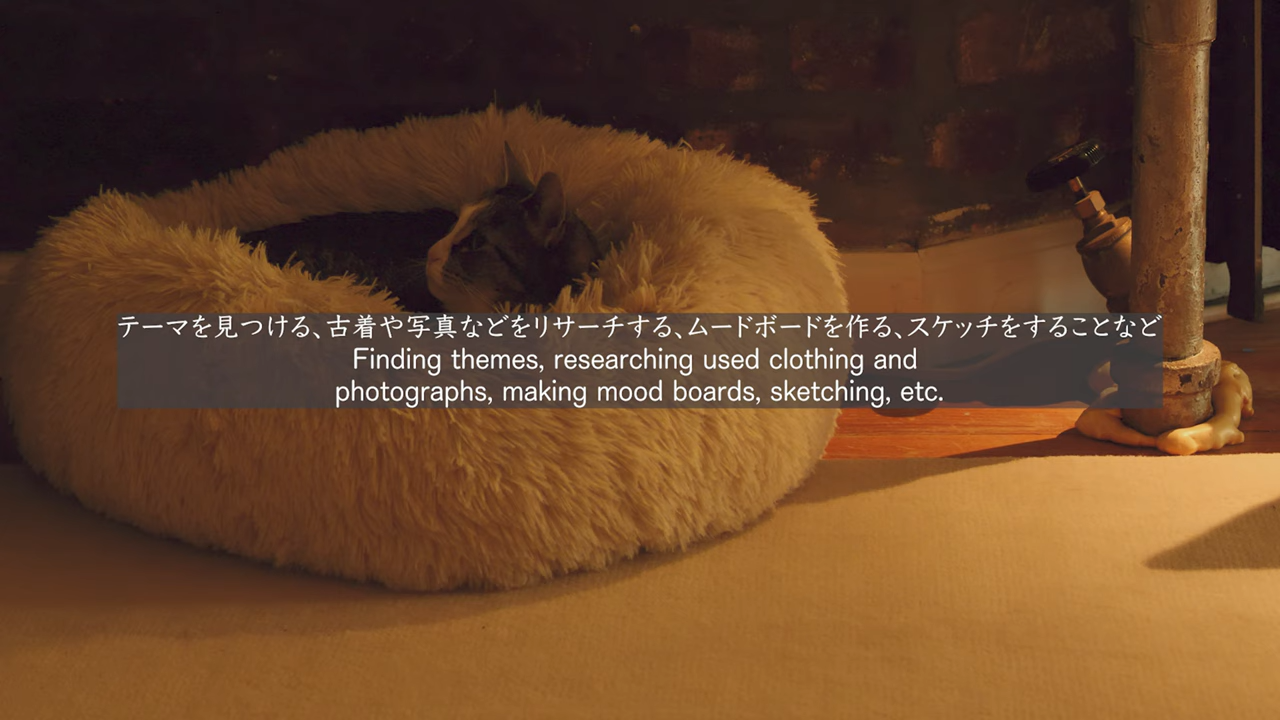 テーマを見つける、古着や写真などをリサーチする、ムードボードを作る、スケッチをすることなど
Finding themes, researching used clothing and
photographs, making mood boards, sketching, etc.